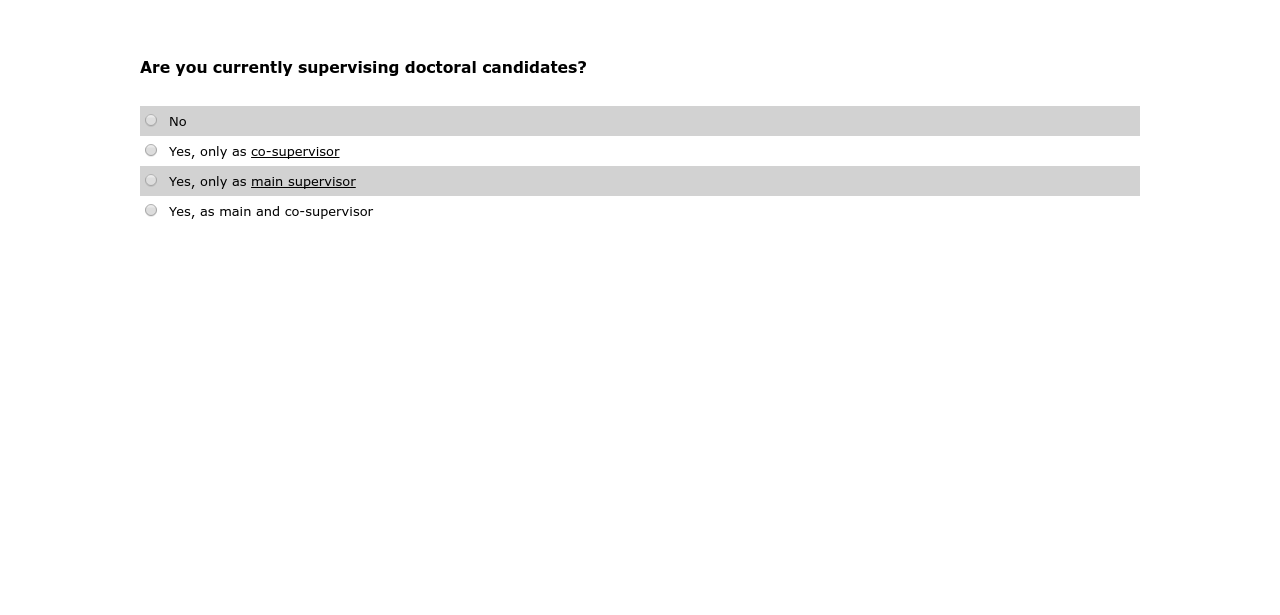 Are you currently supervising doctoral candidates?
No
Yes, only as co-supervisor
Yes, only as main supervisor
Yes, as main and co-supervisor